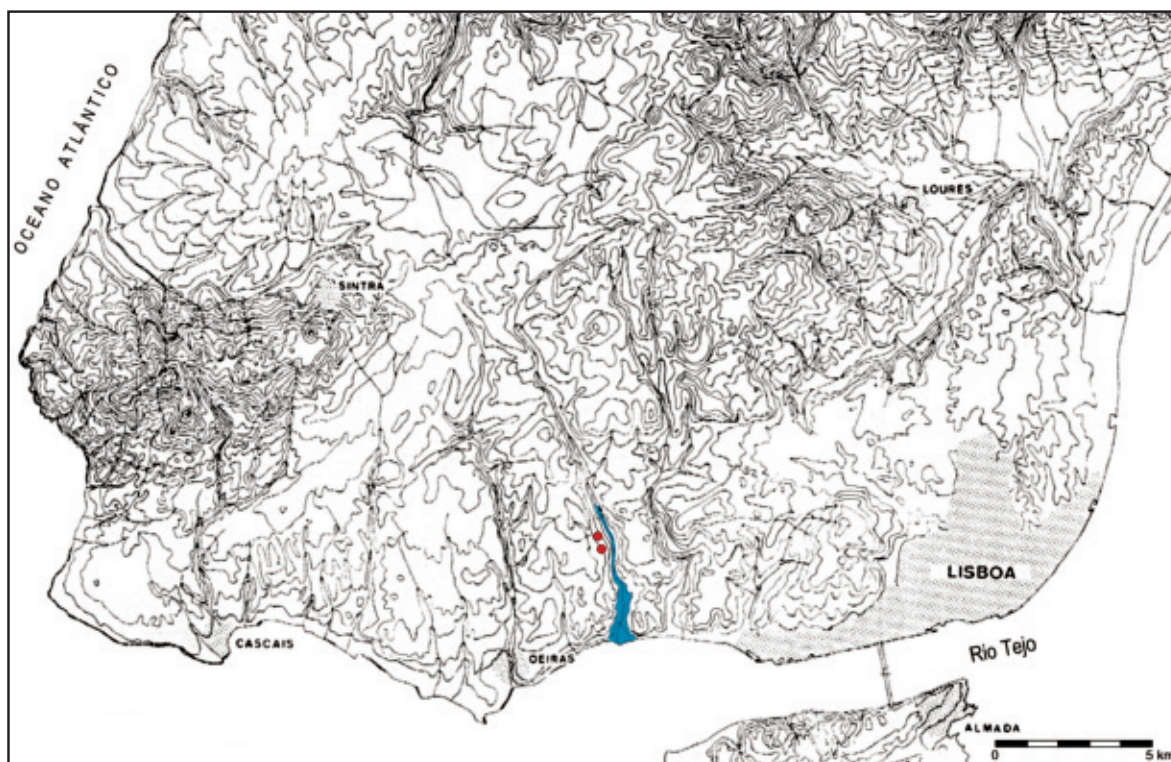 OCEANO ATLÂNTICO
LOURES
SINTRA
LISBOA
CASCAIS
OEIRAS
Rio Tejo
ALMADA
0 5 km